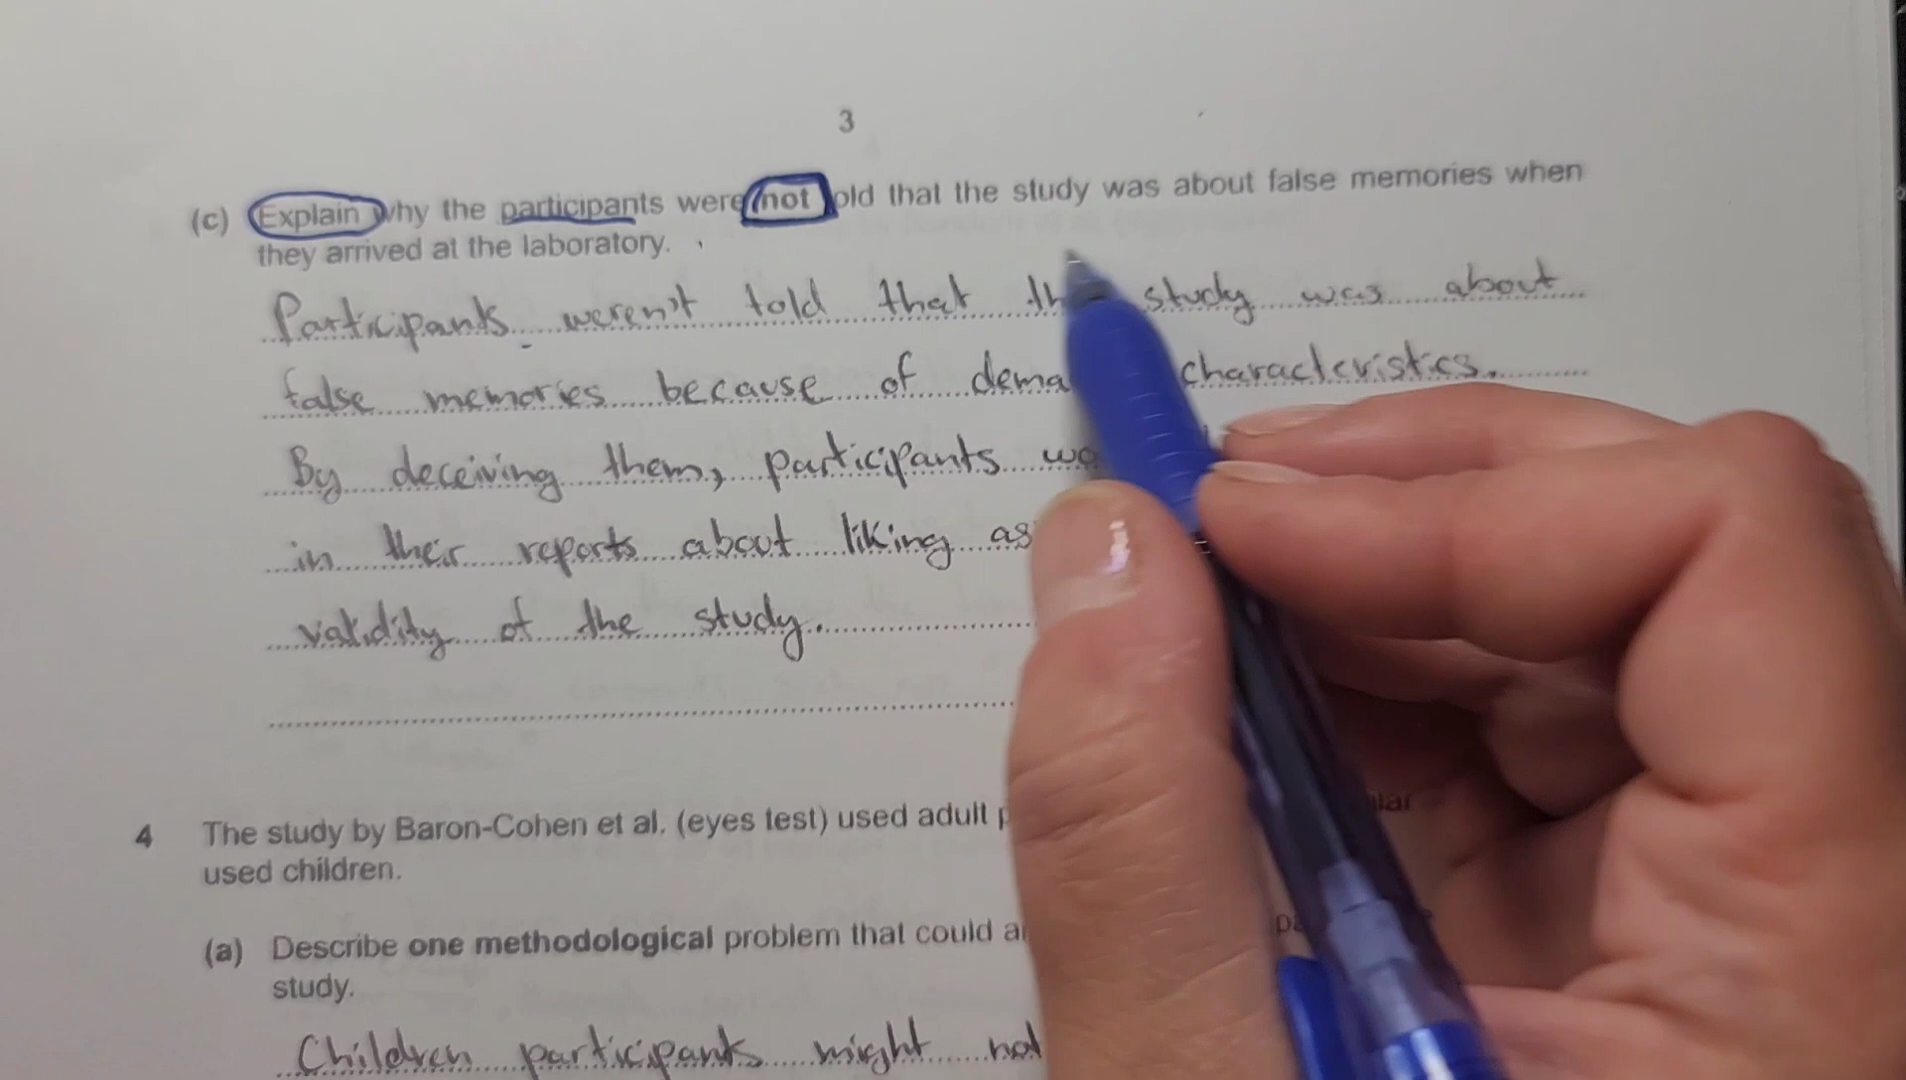 3
(c) Explain why the participants were not told that the study was about false memories when
they arrived at the laboratory.
Participants weren't told that the study was about
false memories because of characteristics.
By deceiving them, participants
in their reports about liking
validity of the study.
4 The study by Baron-Cohen et al. (eyes test) used adult
used children.
(a) Describe one methodological problem that could
study.
Children participants might not